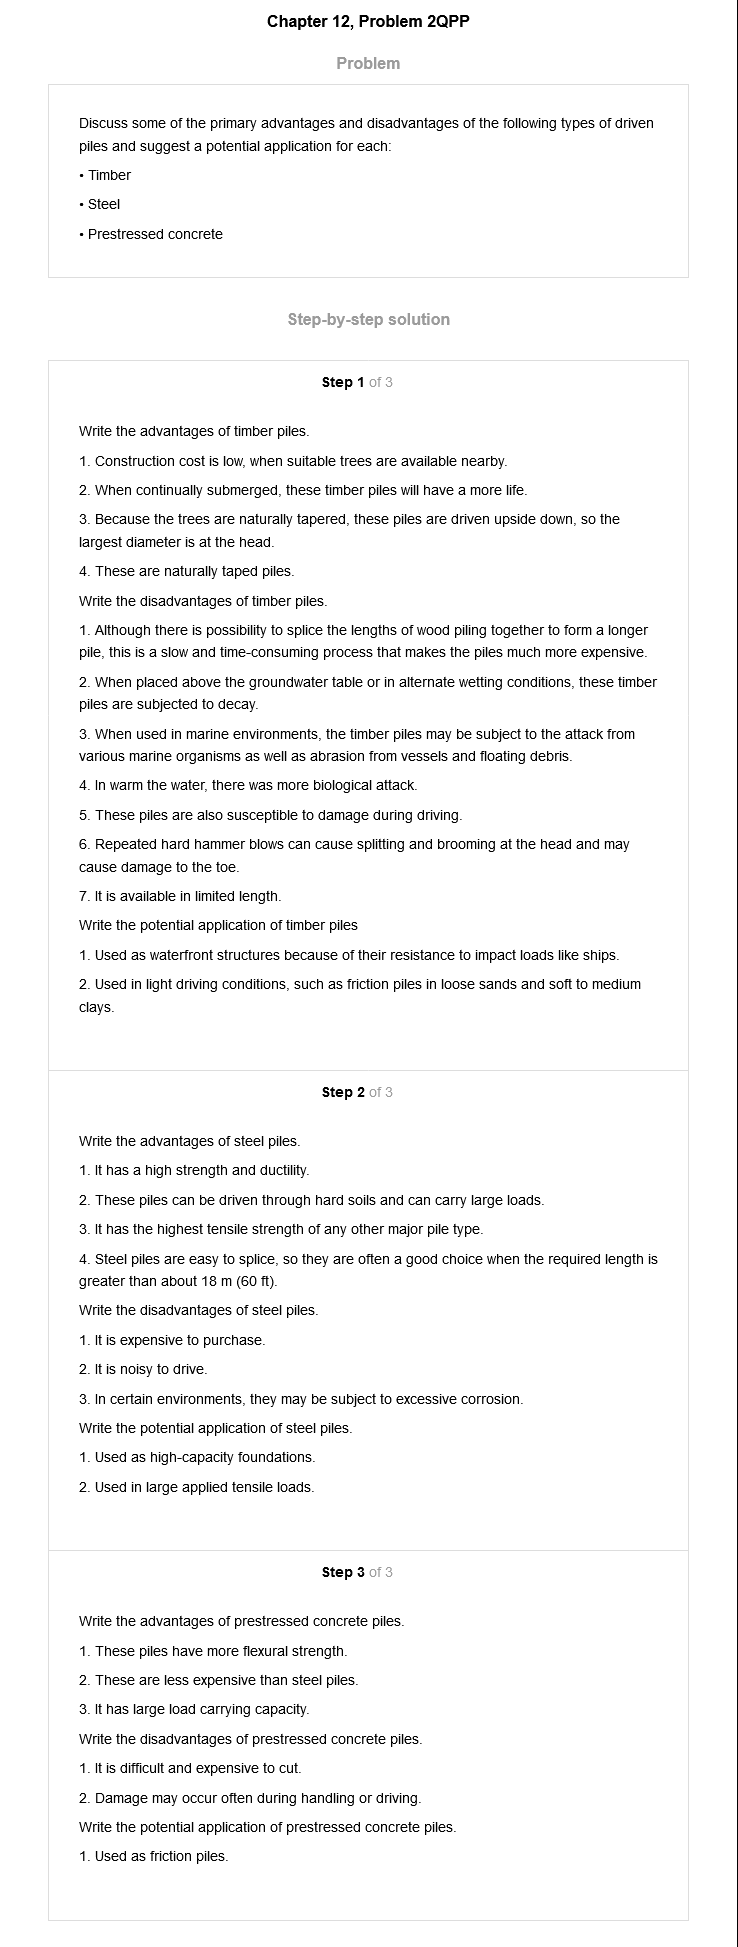 Chapter 12, Problem 2QPP
Problem
Discuss some of the primary advantages and disadvantages of the following types of driven
piles and suggest a potential application for each:
• Timber
• Steel
• Prestressed concrete
Step-by-step solution
Step 1 of 3
Write the advantages of timber piles.
1. Construction cost is low, when suitable trees are available nearby.
2. When continually submerged, these timber piles will have a more life.
3. Because the trees are naturally tapered, these piles are driven upside down, so the
largest diameter is at the head.
4. These are naturally taped piles.
Write the disadvantages of timber piles.
1. Although there is possibility to splice the lengths of wood piling together to form a longer
pile, this is a slow and time-consuming process that makes the piles much more expensive.
2. When placed above the groundwater table or in alternate wetting conditions, these timber
piles are subjected to decay.
3. When used in marine environments, the timber piles may be subject to the attack from
various marine organisms as well as abrasion from vessels and floating debris.
4. In warm the water, there was more biological attack.
5. These piles are also susceptible to damage during driving.
6. Repeated hard hammer blows can cause splitting and brooming at the head and may
cause damage to the toe.
7. It is available in limited length.
Write the potential application of timber piles
1. Used as waterfront structures because of their resistance to impact loads like ships.
2. Used in light driving conditions, such as friction piles in loose sands and soft to medium
clays.
Step 2 of 3
Write the advantages of steel piles.
1. It has a high strength and ductility.
2. These piles can be driven through hard soils and can carry large loads.
3. It has the highest tensile strength of any other major pile type.
4. Steel piles are easy to splice, so they are often a good choice when the required length is
greater than about 18 m (60 ft).
Write the disadvantages of steel piles.
1. It is expensive to purchase.
2. It is noisy to drive.
3. In certain environments, they may be subject to excessive corrosion.
Write the potential application of steel piles.
1. Used as high-capacity foundations.
2. Used in large applied tensile loads.
Step 3 of 3
Write the advantages of prestressed concrete piles.
1. These piles have more flexural strength.
2. These are less expensive than steel piles.
3. It has large load carrying capacity.
Write the disadvantages of prestressed concrete piles.
1. It is difficult and expensive to cut.
2. Damage may occur often during handling or driving.
Write the potential application of prestressed concrete piles.
1. Used as friction piles.